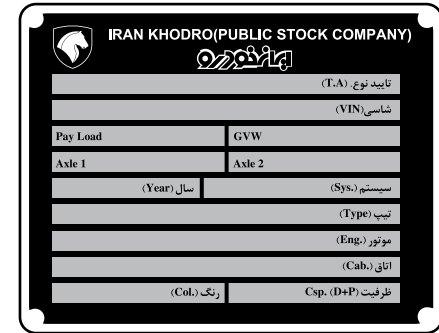 IRAN KHODRO(PUBLIC STOCK COMPANY)
ایران‌خودرو
تایید نوع. (T.A)
شاسی(VIN)
Pay Load GVW
Axle 1 Axle 2
سیستم (Sys.) سال (Year)
تیپ (Type)
موتور (Eng.)
اتاق (Cab.)
ظرفیت Csp. (D+P) رنگ (Col.)